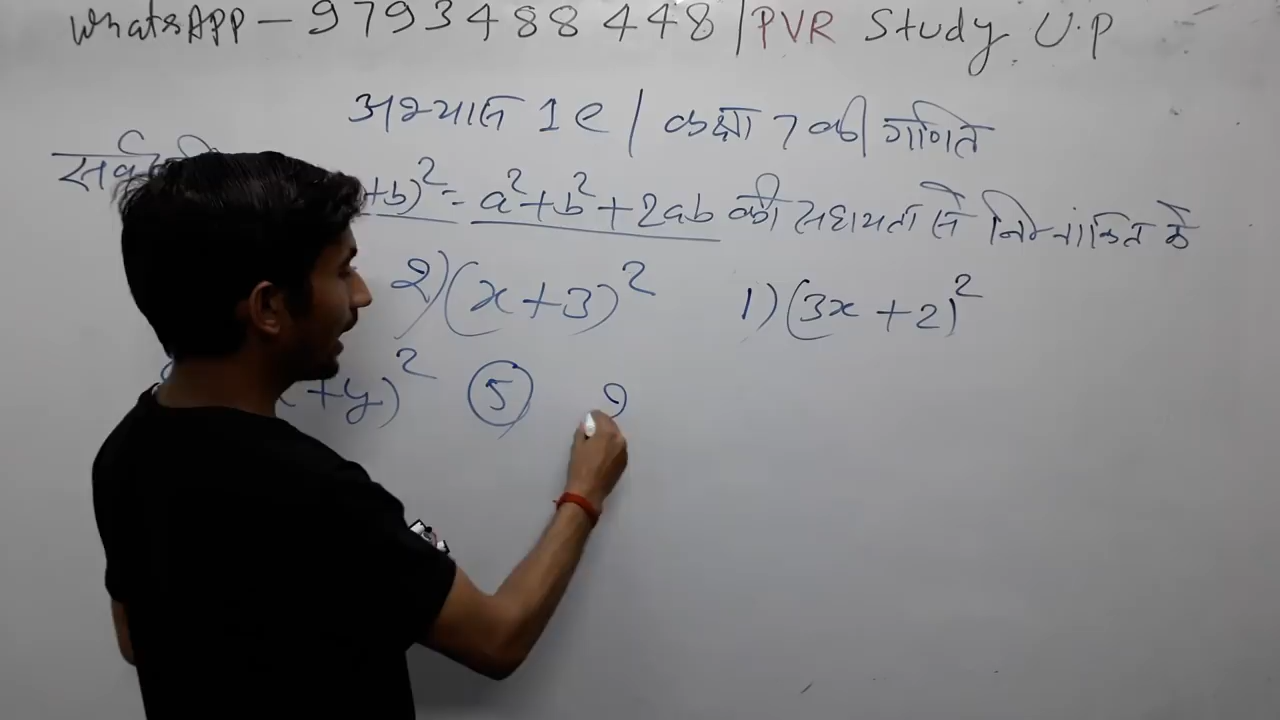 WhatsAPP - 9793488448 | PVR Study U.P
अभ्यास 1e | कक्षा 7 की गणित
+b)² = a²+b²+2ab की सहायता से निम्नांकित के
2) (x+3)² 1) (3x+2)²
+y)² 5 9